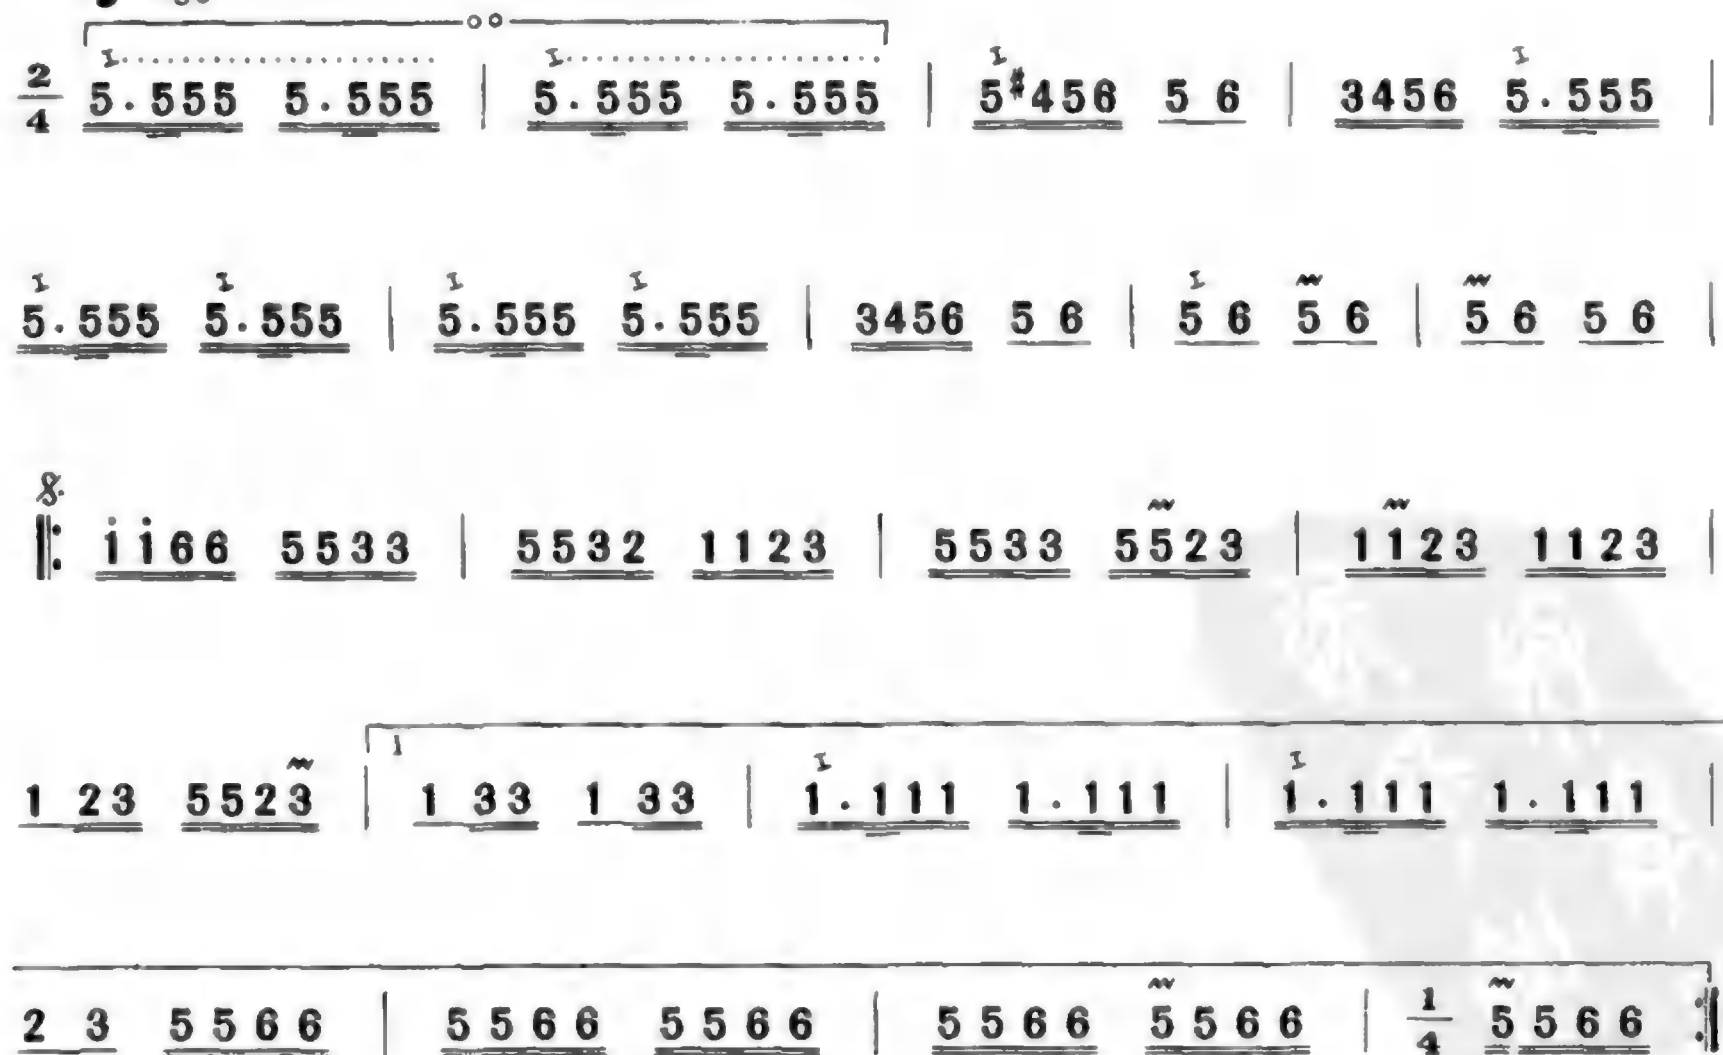 2/4 5·555 5·555 | 5·555 5·555 | 5#456 5 6 | 3456 5·555 |
5·555 5·555 | 5·555 5·555 | 3456 5 6 | 5 6 5 6 | 5 6 5 6 |
𝄋 ‖: i̇i̇66 5533 | 5532 1123 | 5533 5523 | 1123 1123 |
1 23 5523 | 1 33 1 33 | 1·111 1·111 | 1·111 1·111 |
2 3 5566 | 5566 5566 | 5566 5566 | 1/4 5566 :‖